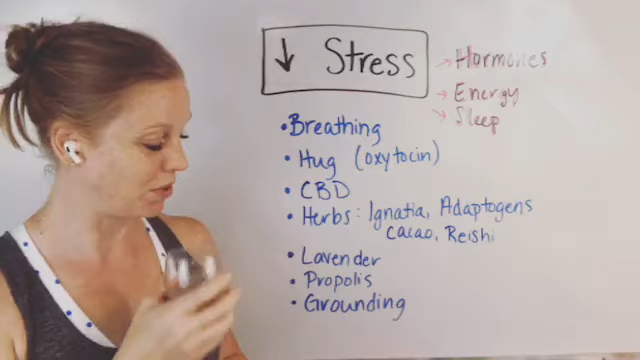 ↓ Stress
→ Hormones
→ Energy
→ Sleep
• Breathing
• Hug (oxytocin)
• CBD
• Herbs: Ignatia, Adaptogens
Cacao, Reishi
• Lavender
• Propolis
• Grounding